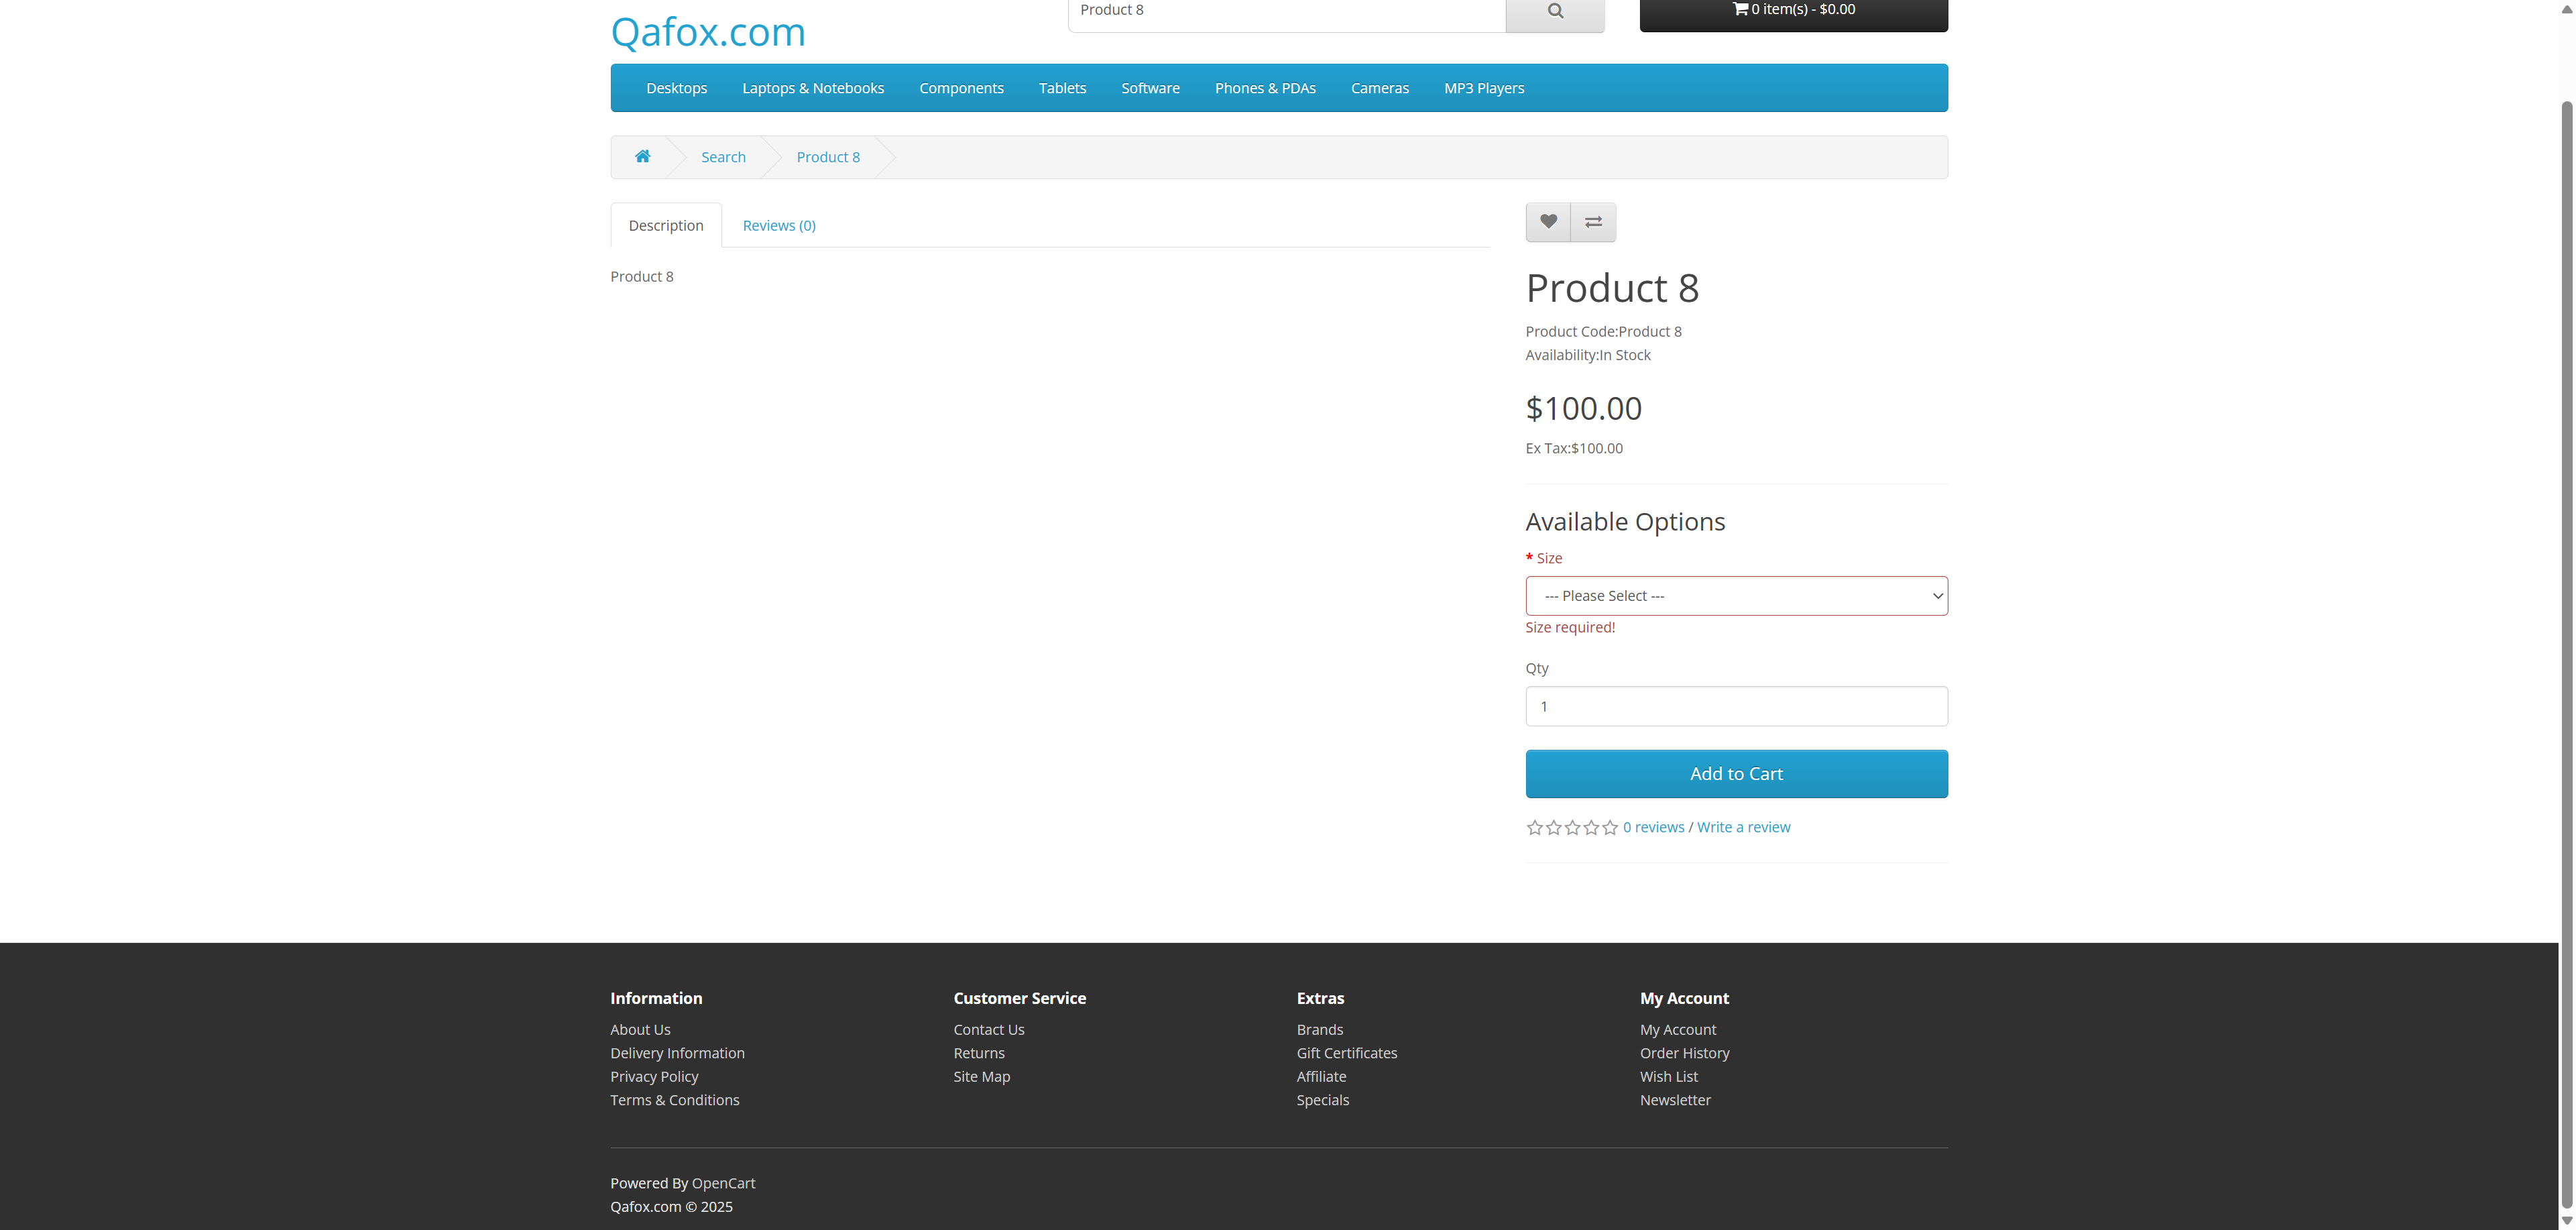 Qafox.com
Product 8
0 item(s) - $0.00
Desktops Laptops & Notebooks Components Tablets Software Phones & PDAs Cameras MP3 Players
Search Product 8
Description Reviews (0)
Product 8
Product 8
Product Code:Product 8
Availability:In Stock
$100.00
Ex Tax:$100.00
Available Options
* Size
--- Please Select ---
Size required!
Qty
1
Add to Cart
0 reviews / Write a review
Information
About Us
Delivery Information
Privacy Policy
Terms & Conditions
Customer Service
Contact Us
Returns
Site Map
Extras
Brands
Gift Certificates
Affiliate
Specials
My Account
My Account
Order History
Wish List
Newsletter
Powered By OpenCart
Qafox.com © 2025